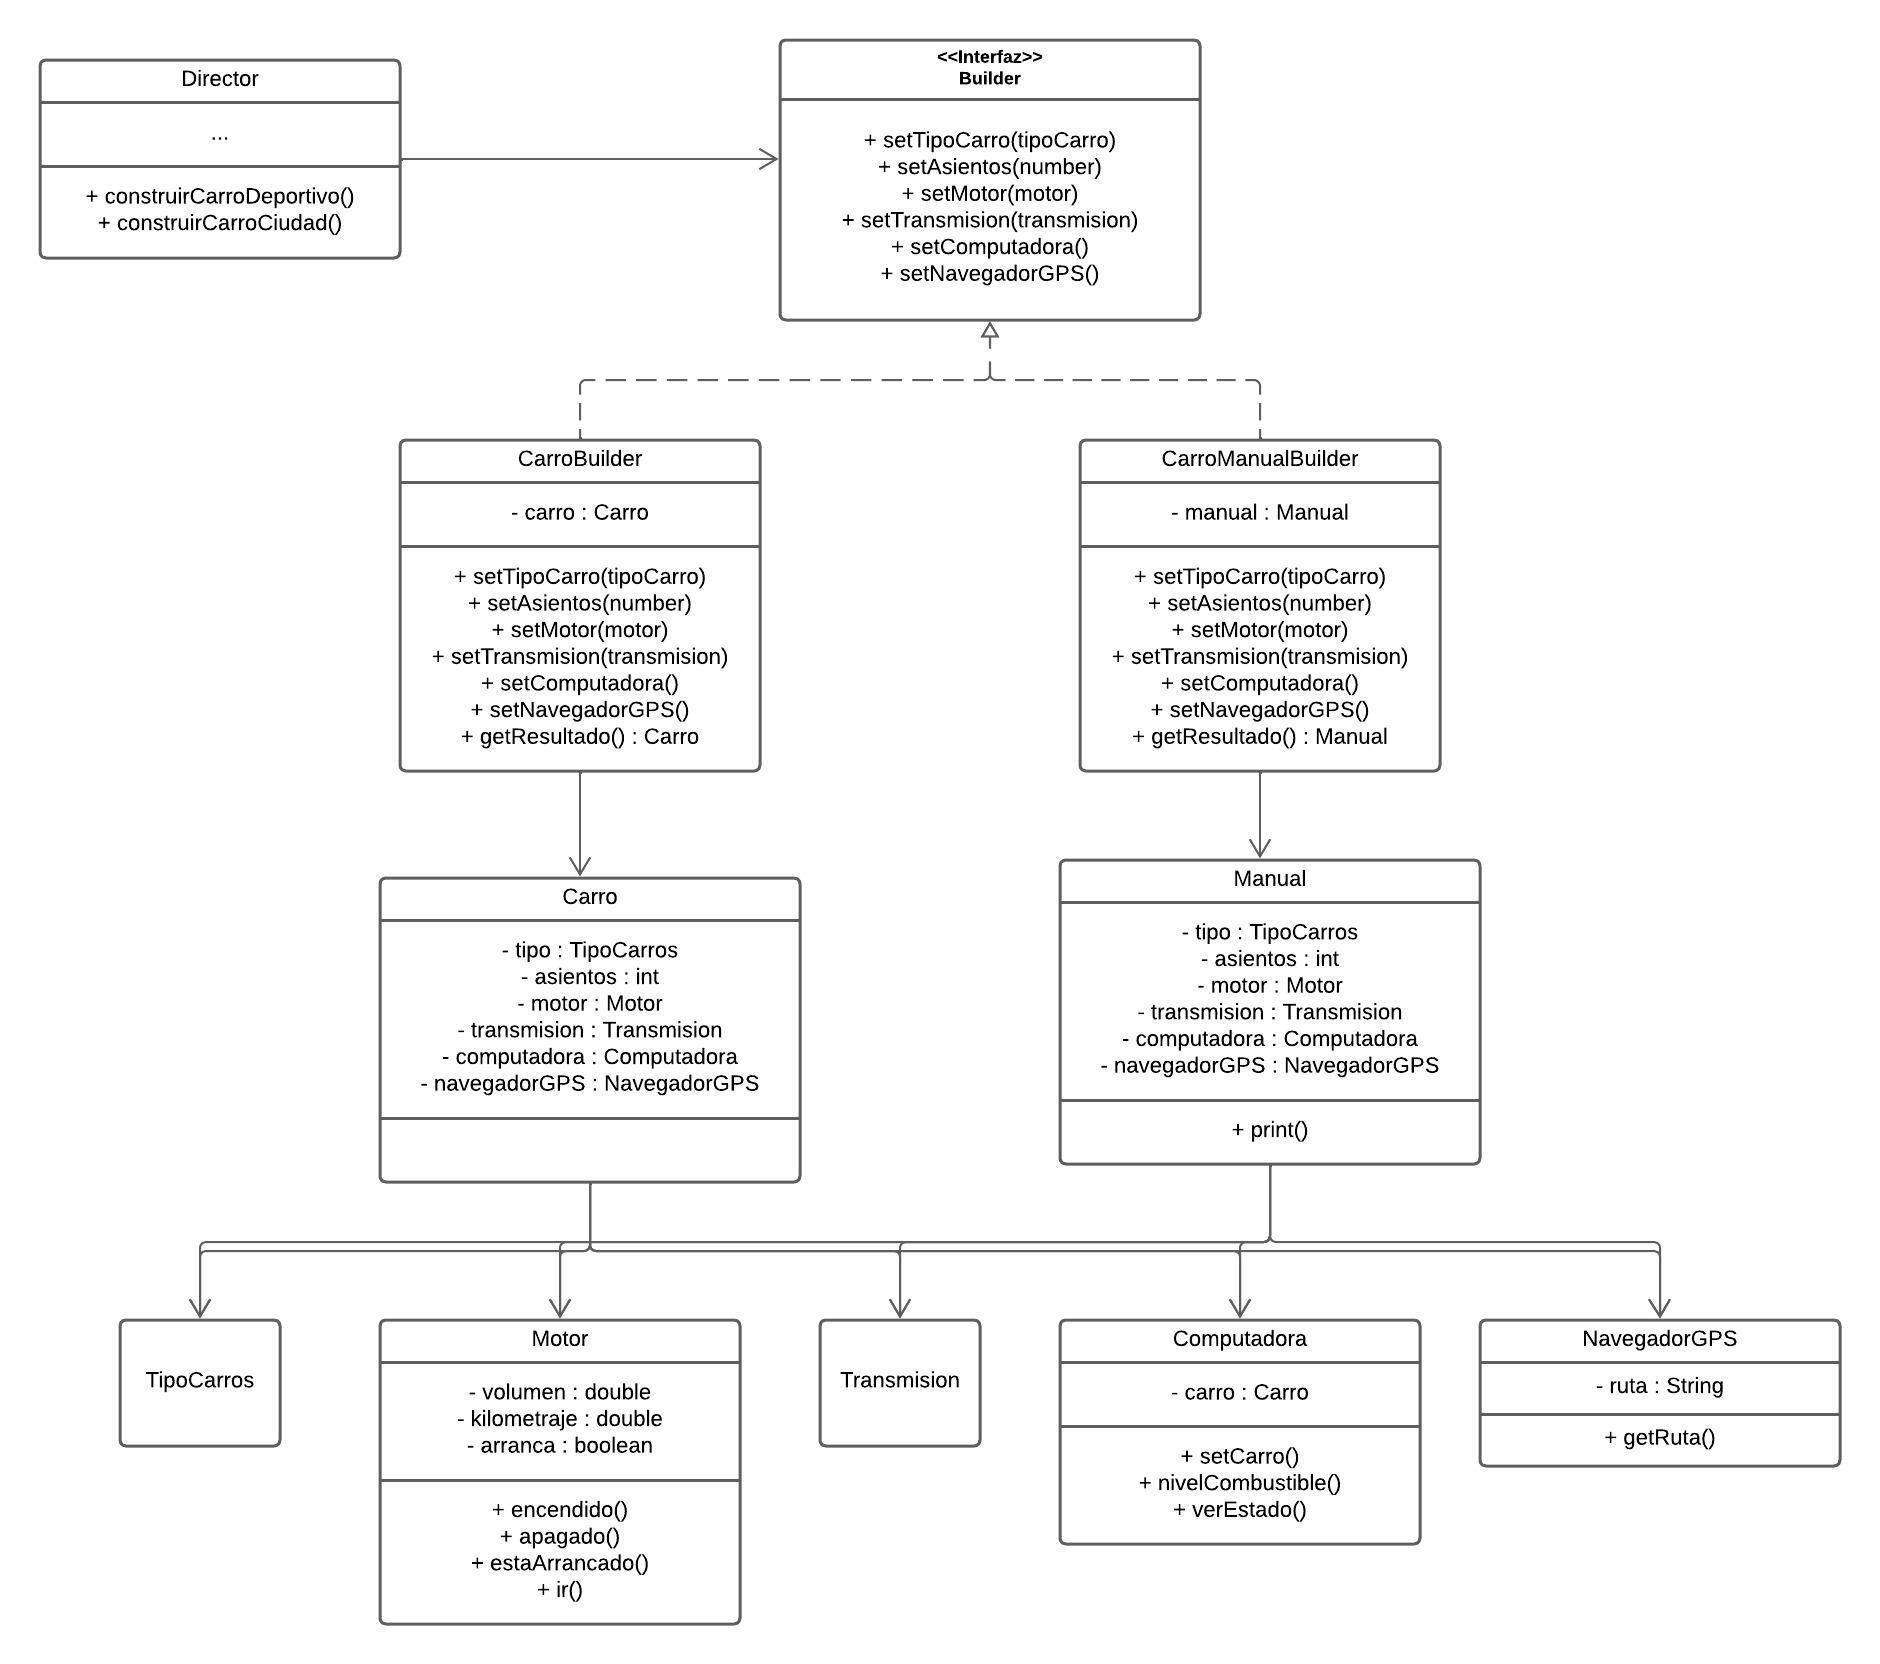 Director
...
+ construirCarroDeportivo()
+ construirCarroCiudad()
<<Interfaz>>
Builder
+ setTipoCarro(tipoCarro)
+ setAsientos(number)
+ setMotor(motor)
+ setTransmision(transmision)
+ setComputadora()
+ setNavegadorGPS()
CarroBuilder
- carro : Carro
+ setTipoCarro(tipoCarro)
+ setAsientos(number)
+ setMotor(motor)
+ setTransmision(transmision)
+ setComputadora()
+ setNavegadorGPS()
+ getResultado() : Carro
CarroManualBuilder
- manual : Manual
+ setTipoCarro(tipoCarro)
+ setAsientos(number)
+ setMotor(motor)
+ setTransmision(transmision)
+ setComputadora()
+ setNavegadorGPS()
+ getResultado() : Manual
Carro
- tipo : TipoCarros
- asientos : int
- motor : Motor
- transmision : Transmision
- computadora : Computadora
- navegadorGPS : NavegadorGPS
Manual
- tipo : TipoCarros
- asientos : int
- motor : Motor
- transmision : Transmision
- computadora : Computadora
- navegadorGPS : NavegadorGPS
+ print()
TipoCarros
Motor
- volumen : double
- kilometraje : double
- arranca : boolean
+ encendido()
+ apagado()
+ estaArrancado()
+ ir()
Transmision
Computadora
- carro : Carro
+ setCarro()
+ nivelCombustible()
+ verEstado()
NavegadorGPS
- ruta : String
+ getRuta()